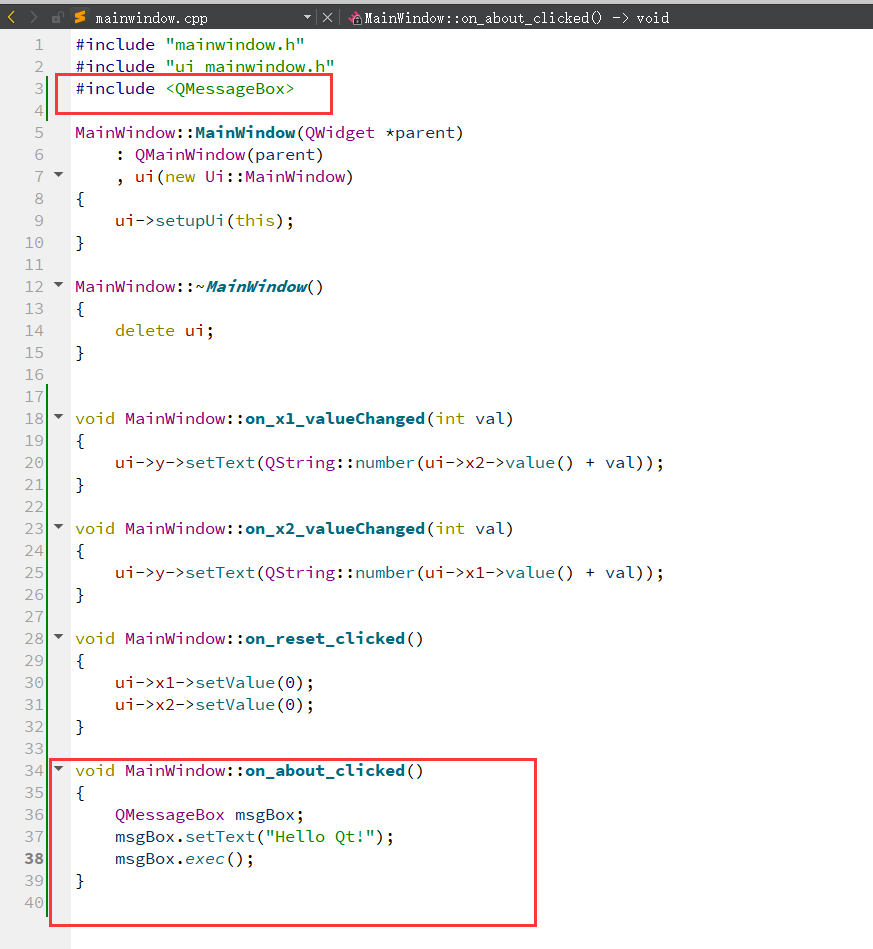 mainwindow.cpp MainWindow::on_about_clicked() -> void
1 #include "mainwindow.h"
2 #include "ui_mainwindow.h"
3 #include <QMessageBox>
4
5 MainWindow::MainWindow(QWidget *parent)
6     : QMainWindow(parent)
7     , ui(new Ui::MainWindow)
8 {
9     ui->setupUi(this);
10 }
11
12 MainWindow::~MainWindow()
13 {
14     delete ui;
15 }
16
17
18 void MainWindow::on_x1_valueChanged(int val)
19 {
20     ui->y->setText(QString::number(ui->x2->value() + val));
21 }
22
23 void MainWindow::on_x2_valueChanged(int val)
24 {
25     ui->y->setText(QString::number(ui->x1->value() + val));
26 }
27
28 void MainWindow::on_reset_clicked()
29 {
30     ui->x1->setValue(0);
31     ui->x2->setValue(0);
32 }
33
34 void MainWindow::on_about_clicked()
35 {
36     QMessageBox msgBox;
37     msgBox.setText("Hello Qt!");
38     msgBox.exec();
39 }
40